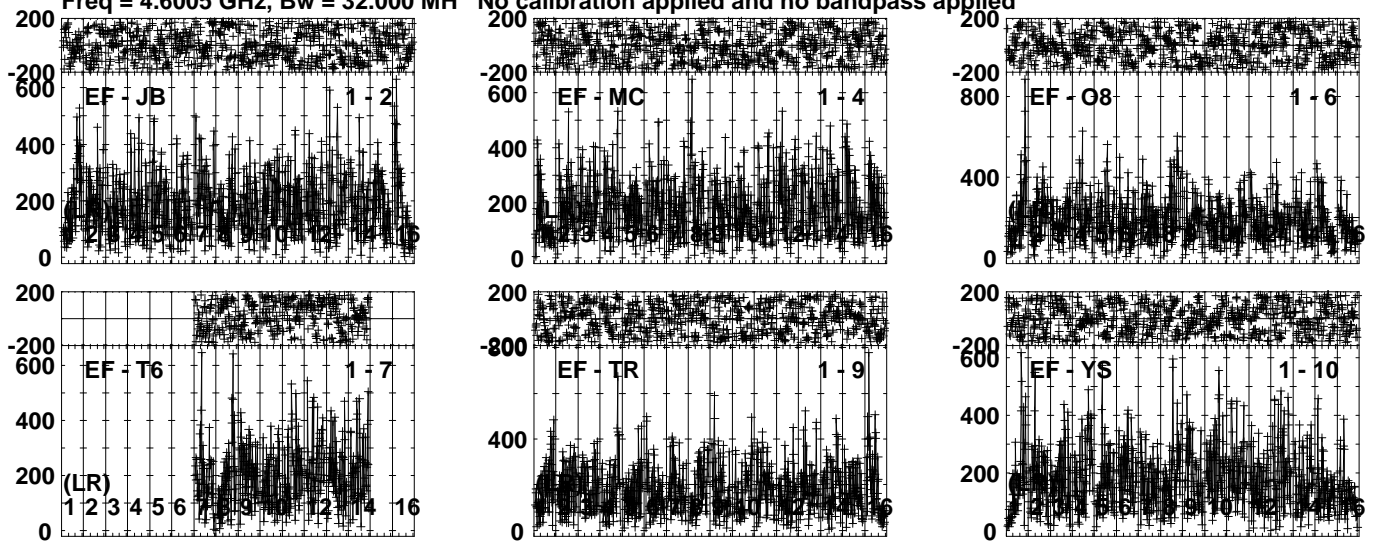 Freq = 4.6005 GHz, Bw = 32.000 MH No calibration applied and no bandpass applied
200 200 200
-200 -200 -200
600 600 800
EF - JB 1 - 2 EF - MC 1 - 4 EF - O8 1 - 6
400 400 400
200 200
0 0 0
200 200 200
-200 -200
600 800 600
EF - T6 1 - 7 EF - TR 1 - 9 EF - YS 1 - 10
400 400 400
200 200
(LR)
1 2 3 4 5 6 7 8 9 10 12 14 16
0 0 0